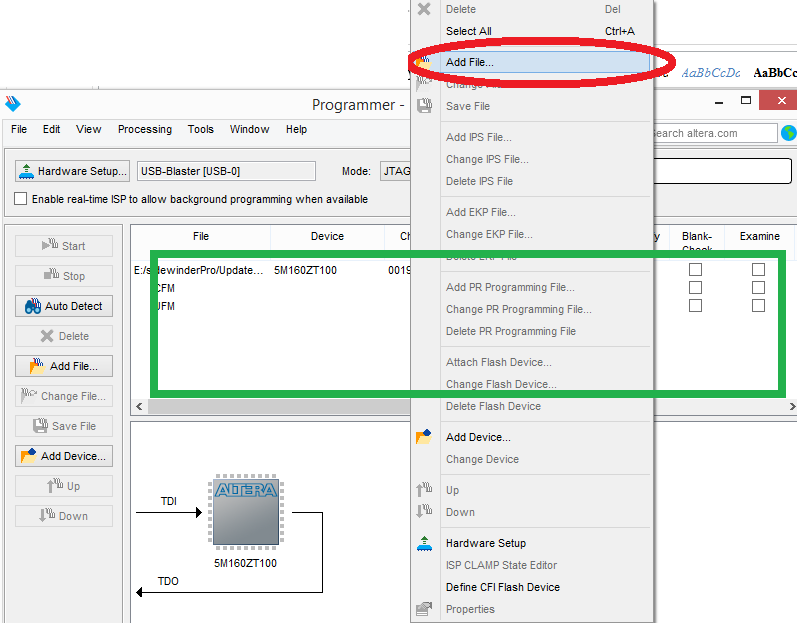 Delete Del
Select All Ctrl+A
Add File...
AaBbCcDc AaBbCc
Save File
Programmer -
File Edit View Processing Tools Window Help
Search altera.com
Add IPS File...
Change IPS File...
Delete IPS File
Hardware Setup... USB-Blaster [USB-0] Mode: JTAG
Enable real-time ISP to allow background programming when available
Add EKP File...
Change EKP File...
Delete EKP File
File Device Blank-Check Examine
Start
Stop
Auto Detect
Delete
Add File...
Change File...
Save File
Add Device...
Up
Down
E:/sidewinderPro/Update... 5M160ZT100 0019
CFM
UFM
Add PR Programming File...
Change PR Programming File...
Delete PR Programming File
Attach Flash Device...
Change Flash Device...
Delete Flash Device
Add Device...
Change Device
Up
Down
Hardware Setup
ISP CLAMP State Editor
Define CFI Flash Device
Properties
TDI
ALTERA
5M160ZT100
TDO